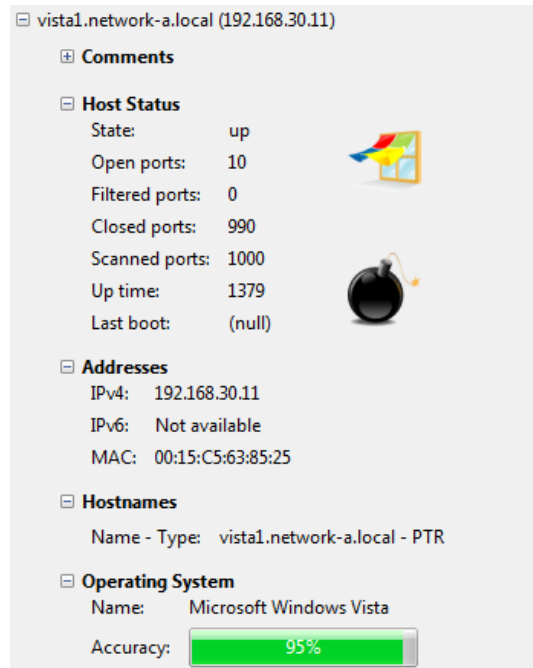 vista1.network-a.local (192.168.30.11)
Comments
Host Status
State: up
Open ports: 10
Filtered ports: 0
Closed ports: 990
Scanned ports: 1000
Up time: 1379
Last boot: (null)
Addresses
IPv4: 192.168.30.11
IPv6: Not available
MAC: 00:15:C5:63:85:25
Hostnames
Name - Type: vista1.network-a.local - PTR
Operating System
Name: Microsoft Windows Vista
Accuracy: 95%